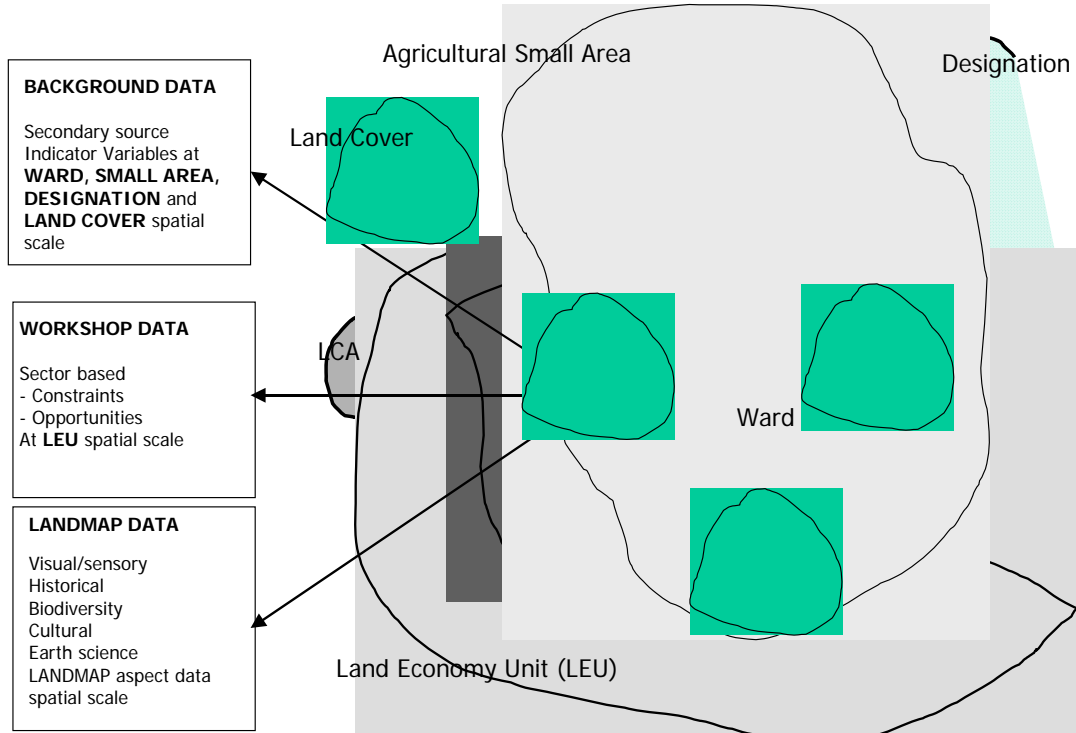 Agricultural Small Area
Designation
BACKGROUND DATA
Secondary source
Indicator Variables at
WARD, SMALL AREA,
DESIGNATION and
LAND COVER spatial
scale
Land Cover
WORKSHOP DATA
Sector based
- Constraints
- Opportunities
At LEU spatial scale
LCA
Ward
LANDMAP DATA
Visual/sensory
Historical
Biodiversity
Cultural
Earth science
LANDMAP aspect data
spatial scale
Land Economy Unit (LEU)